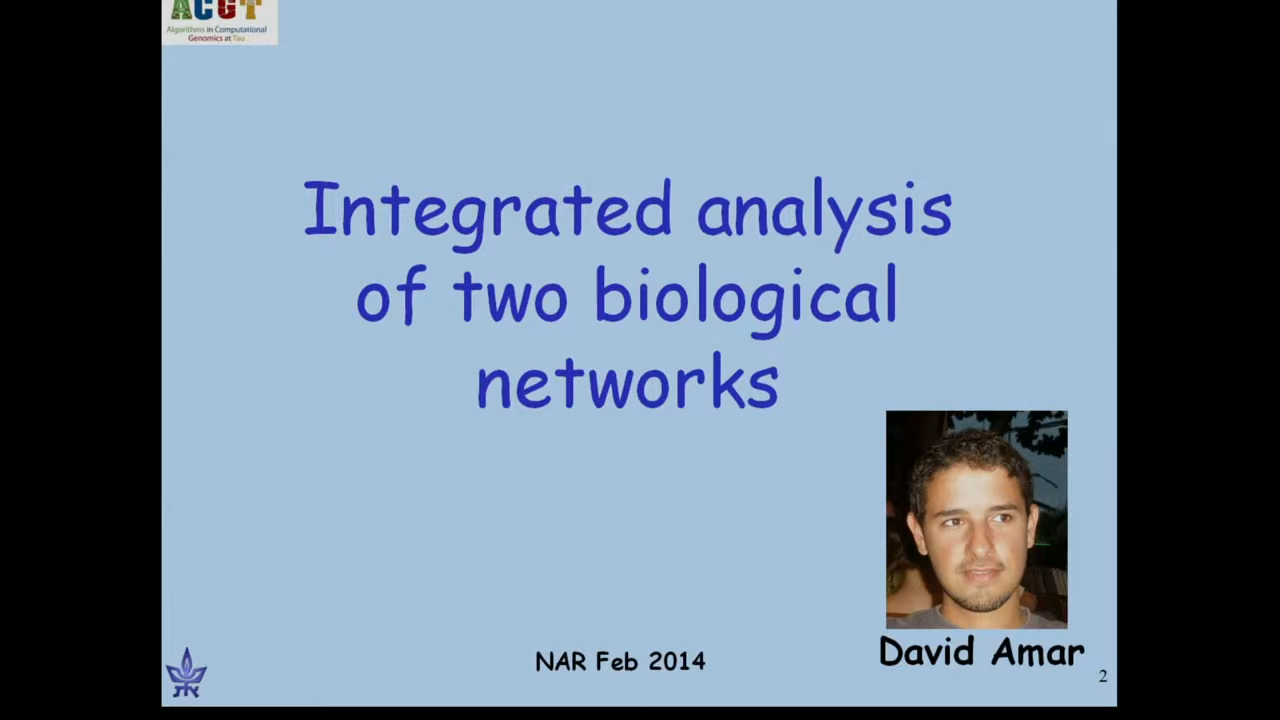 ACGT
Algorithms in Computational
Genomics at Tau
Integrated analysis
of two biological
networks
David Amar
NAR Feb 2014
2